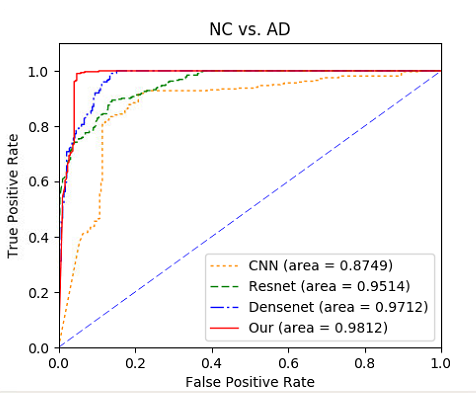 NC vs. AD
True Positive Rate
1.0
0.8
0.6
0.4
0.2
0.0
CNN (area = 0.8749)
Resnet (area = 0.9514)
Densenet (area = 0.9712)
Our (area = 0.9812)
0.0 0.2 0.4 0.6 0.8 1.0
False Positive Rate